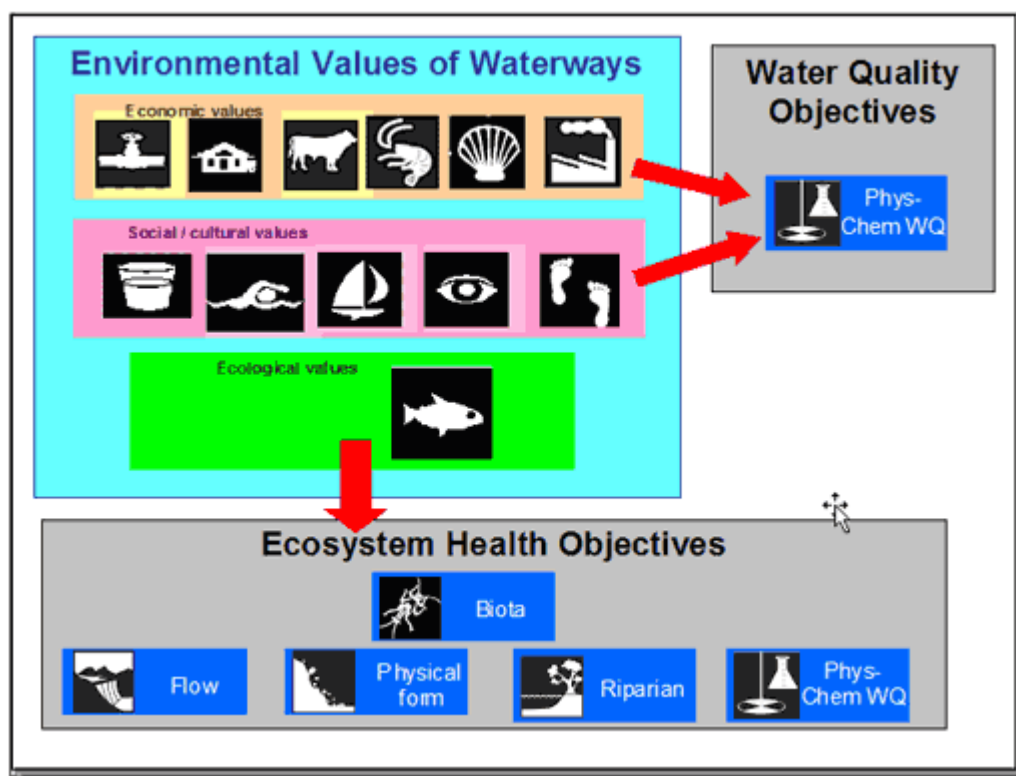 Environmental Values of Waterways
Economic values
Social / cultural values
Ecological values
Water Quality
Objectives
Phys-
Chem WQ
Ecosystem Health Objectives
Biota
Flow
Physical
form
Riparian
Phys-
Chem WQ